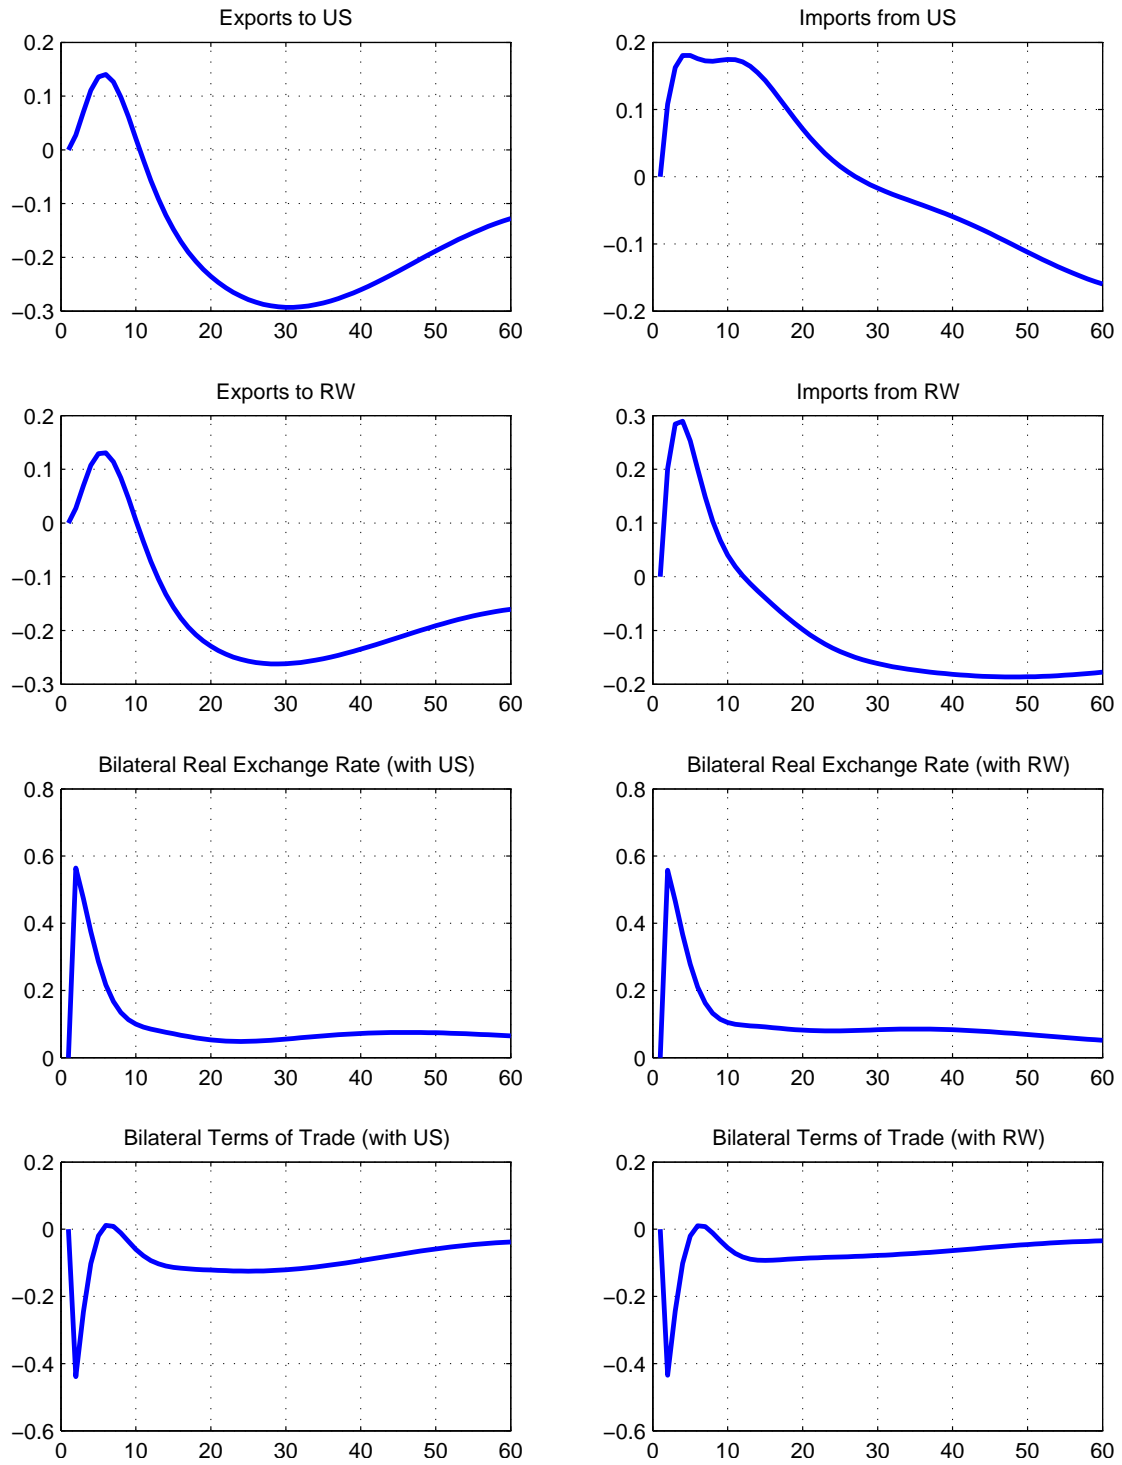 Exports to US
0.2
0.1
0
−0.1
−0.2
−0.3
0 10 20 30 40 50 60
Imports from US
0.2
0.1
0
−0.1
−0.2
0 10 20 30 40 50 60
Exports to RW
0.2
0.1
0
−0.1
−0.2
−0.3
0 10 20 30 40 50 60
Imports from RW
0.3
0.2
0.1
0
−0.1
−0.2
0 10 20 30 40 50 60
Bilateral Real Exchange Rate (with US)
0.8
0.6
0.4
0.2
0
0 10 20 30 40 50 60
Bilateral Real Exchange Rate (with RW)
0.8
0.6
0.4
0.2
0
0 10 20 30 40 50 60
Bilateral Terms of Trade (with US)
0.2
0
−0.2
−0.4
−0.6
0 10 20 30 40 50 60
Bilateral Terms of Trade (with RW)
0.2
0
−0.2
−0.4
−0.6
0 10 20 30 40 50 60